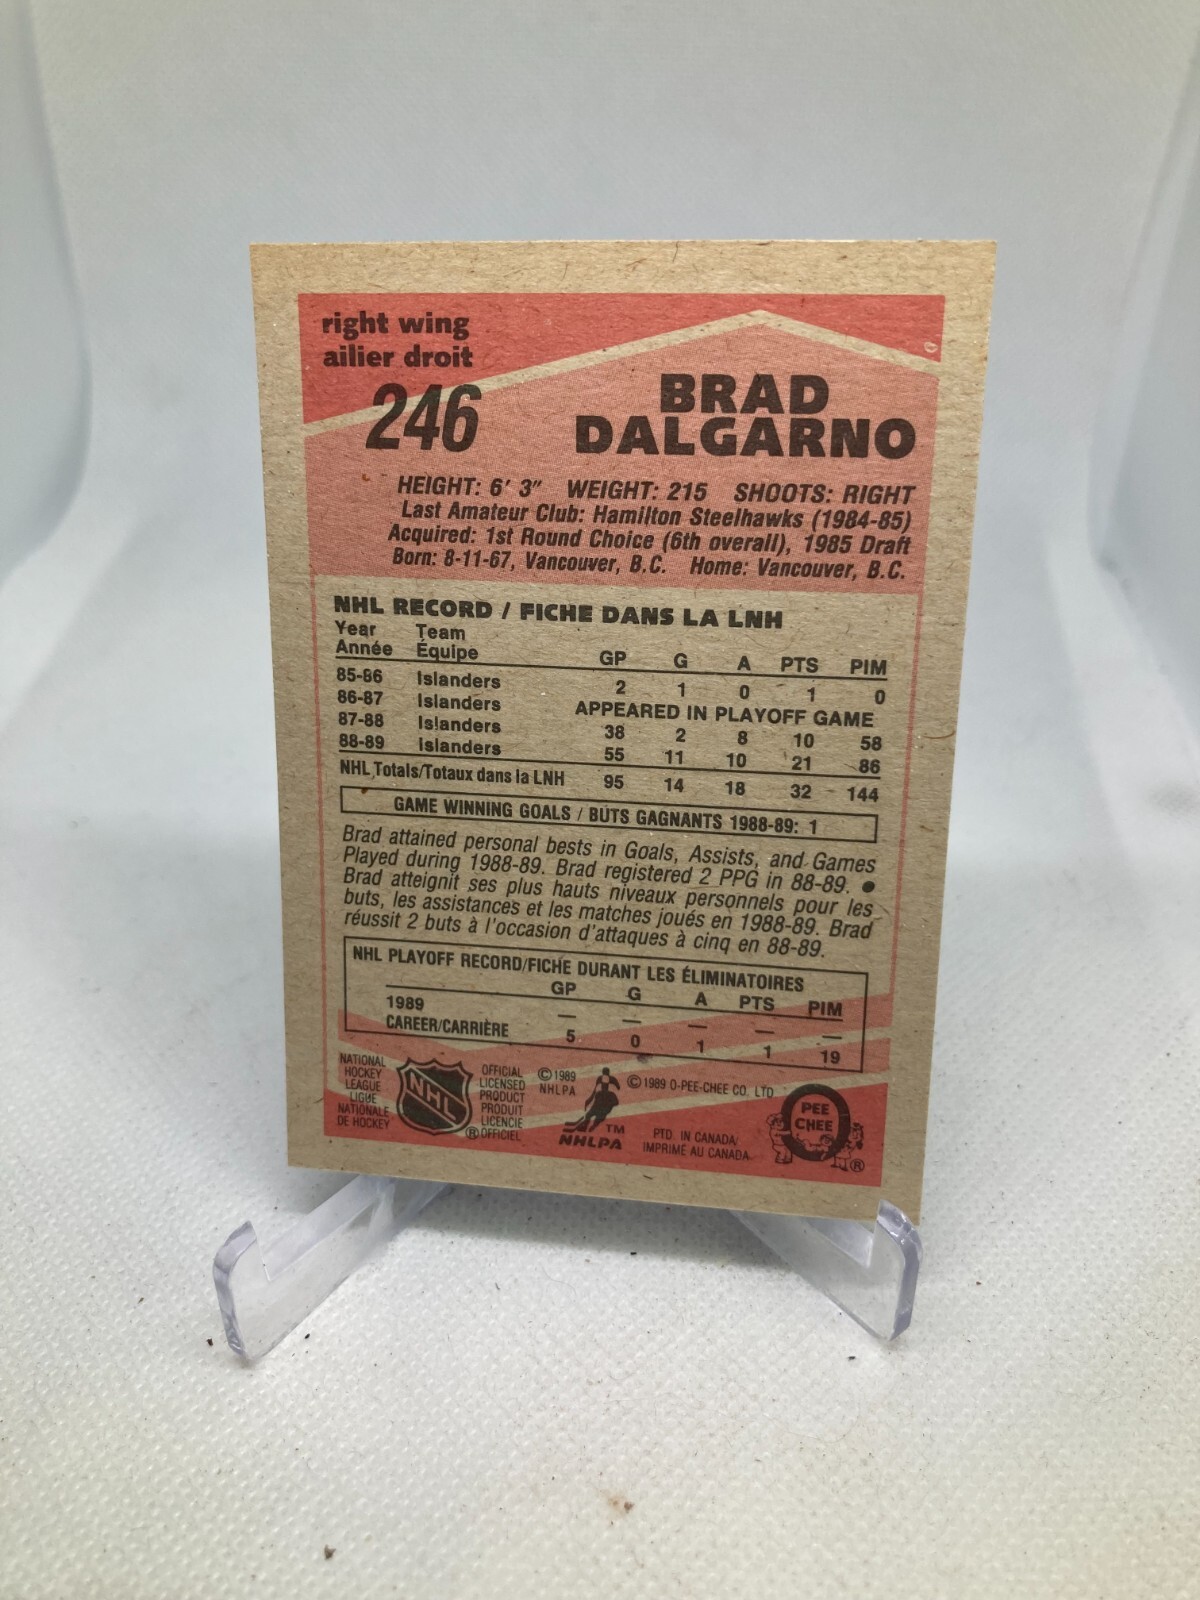 right wing
ailier droit
246
BRAD
DALGARNO
HEIGHT: 6' 3" WEIGHT: 215 SHOOTS: RIGHT
Last Amateur Club: Hamilton Steelhawks (1984-85)
Acquired: 1st Round Choice (6th overall), 1985 Draft
Born: 8-11-67, Vancouver, B.C. Home: Vancouver, B.C.
NHL RECORD / FICHE DANS LA LNH
Year Team
Année Équipe GP G A PTS PIM
85-86 Islanders 2 1 0 1 0
86-87 Islanders APPEARED IN PLAYOFF GAME
87-88 Islanders 38 2 8 10 58
88-89 Islanders 55 11 10 21 86
NHL Totals/Totaux dans la LNH 95 14 18 32 144
GAME WINNING GOALS / BUTS GAGNANTS 1988-89: 1
Brad attained personal bests in Goals, Assists, and Games
Played during 1988-89. Brad registered 2 PPG in 88-89. ●
Brad atteignit ses plus hauts niveaux personnels pour les
buts, les assistances et les matches joués en 1988-89. Brad
réussit 2 buts à l'occasion d'attaques à cinq en 88-89.
NHL PLAYOFF RECORD/FICHE DURANT LES ÉLIMINATOIRES
GP G A PTS PIM
1989 — — — — —
CAREER/CARRIÈRE 5 0 1 1 19
NATIONAL
HOCKEY
LEAGUE
LIGUE
NATIONALE
DE HOCKEY
NHL
®
OFFICIAL
LICENSED
PRODUCT
PRODUIT
LICENCIÉ
OFFICIEL
© 1989
NHLPA
TM
NHLPA
© 1989 O-PEE-CHEE CO. LTD
PTD. IN CANADA/
IMPRIMÉ AU CANADA
O
PEE
CHEE
®